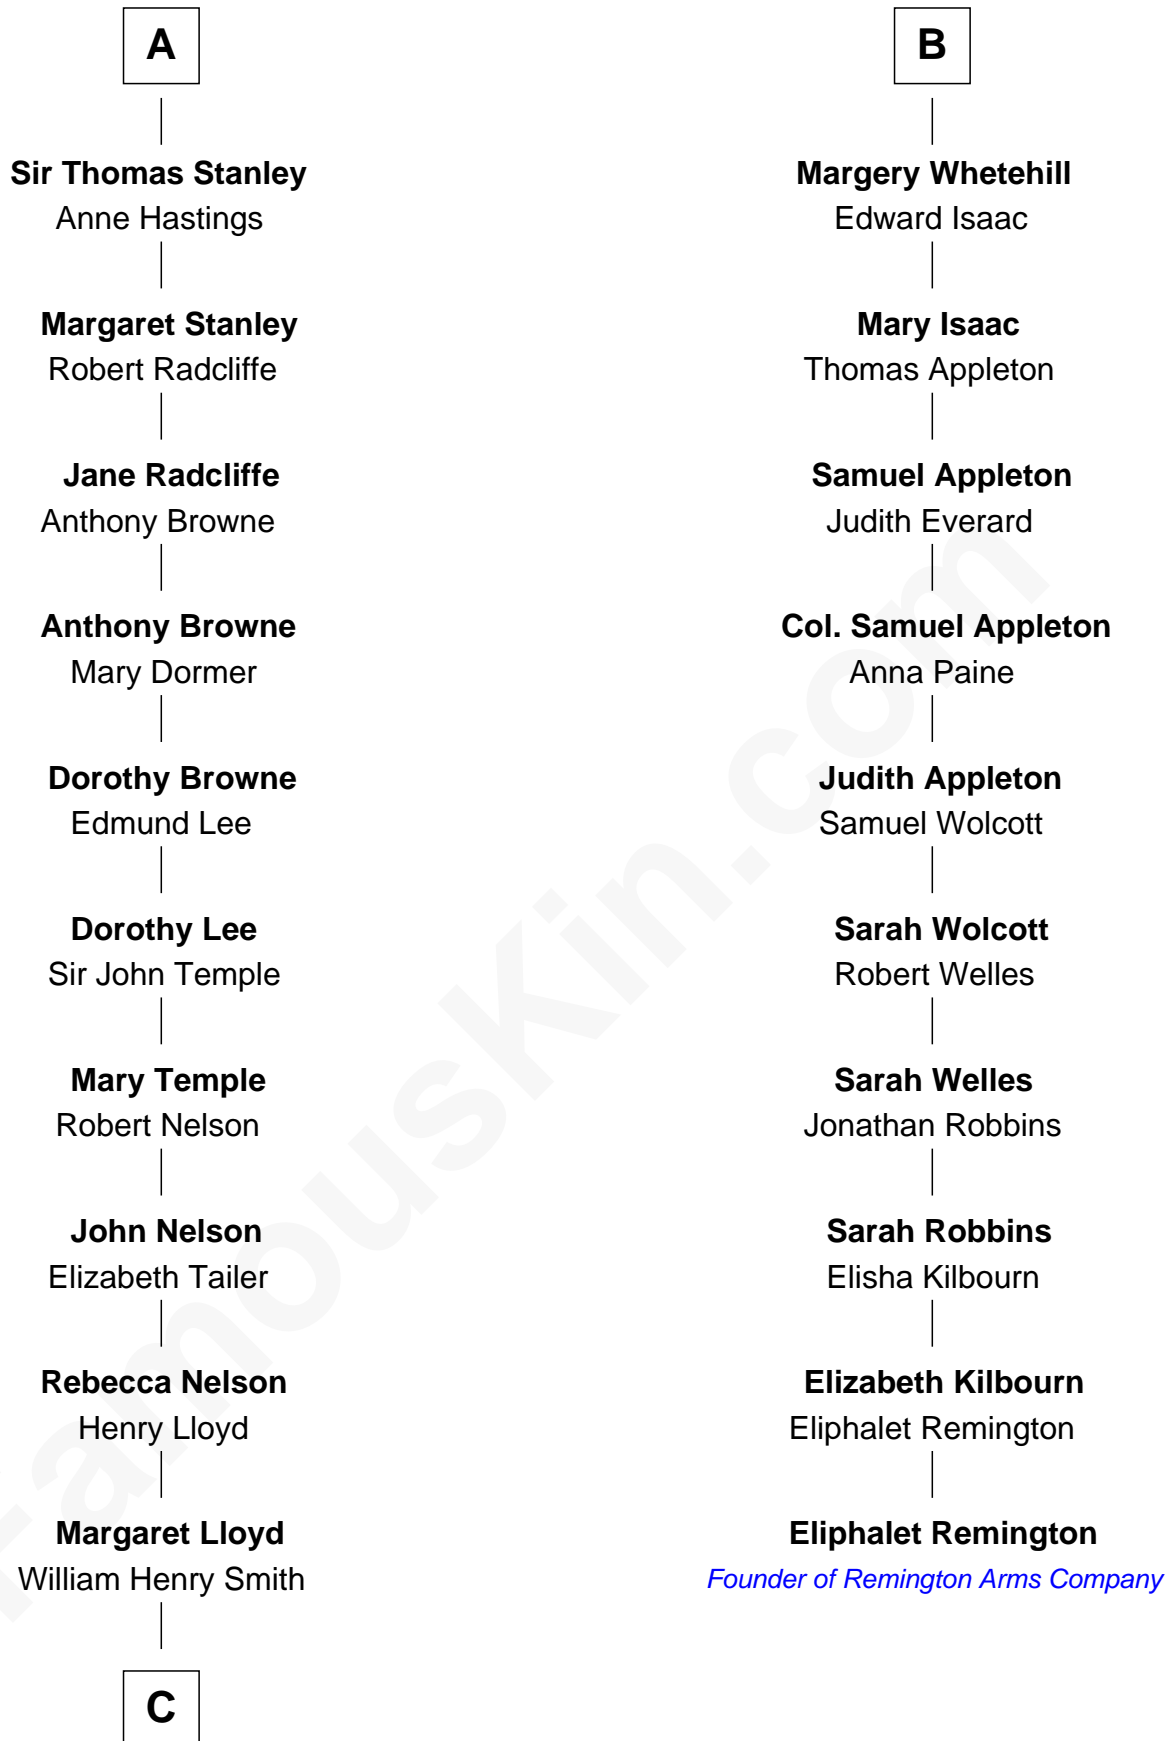 A
Sir Thomas Stanley
Anne Hastings
Margaret Stanley
Robert Radcliffe
Jane Radcliffe
Anthony Browne
Anthony Browne
Mary Dormer
Dorothy Browne
Edmund Lee
Dorothy Lee
Sir John Temple
Mary Temple
Robert Nelson
John Nelson
Elizabeth Tailer
Rebecca Nelson
Henry Lloyd
Margaret Lloyd
William Henry Smith
C
B
Margery Whetehill
Edward Isaac
Mary Isaac
Thomas Appleton
Samuel Appleton
Judith Everard
Col. Samuel Appleton
Anna Paine
Judith Appleton
Samuel Wolcott
Sarah Wolcott
Robert Welles
Sarah Welles
Jonathan Robbins
Sarah Robbins
Elisha Kilbourn
Elizabeth Kilbourn
Eliphalet Remington
Eliphalet Remington
Founder of Remington Arms Company
FamousKin.com